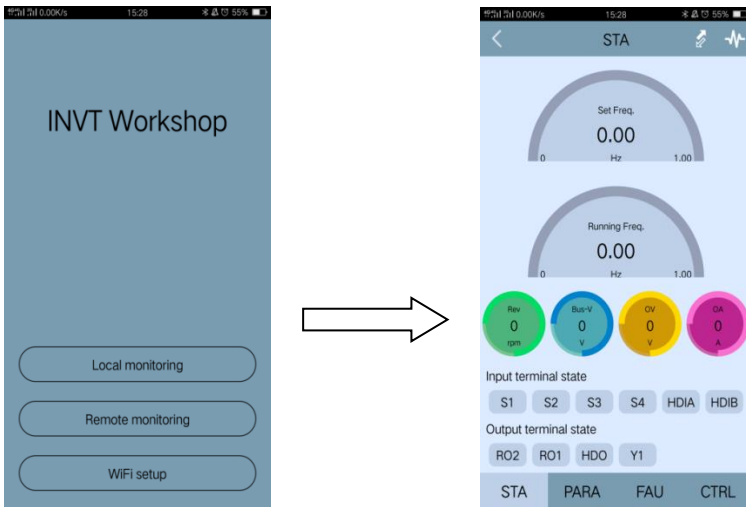 0.00K/s 15:28 55%
INVT Workshop
Local monitoring
Remote monitoring
WiFi setup
0.00K/s 15:28 55%
STA
Set Freq.
0.00
0 Hz 1.00
Running Freq.
0.00
0 Hz 1.00
Rev Bus-V OV OA
0 0 0 0
rpm V V A
Input terminal state
S1 S2 S3 S4 HDIA HDIB
Output terminal state
RO2 RO1 HDO Y1
STA PARA FAU CTRL